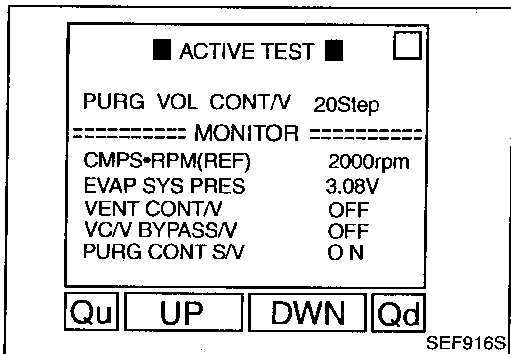 ■ ACTIVE TEST ■
PURG VOL CONT/V 20Step
========== MONITOR ==========
CMPS•RPM(REF) 2000rpm
EVAP SYS PRES 3.08V
VENT CONT/V OFF
VC/V BYPASS/V OFF
PURG CONT S/V ON
Qu UP DWN Qd
SEF916S